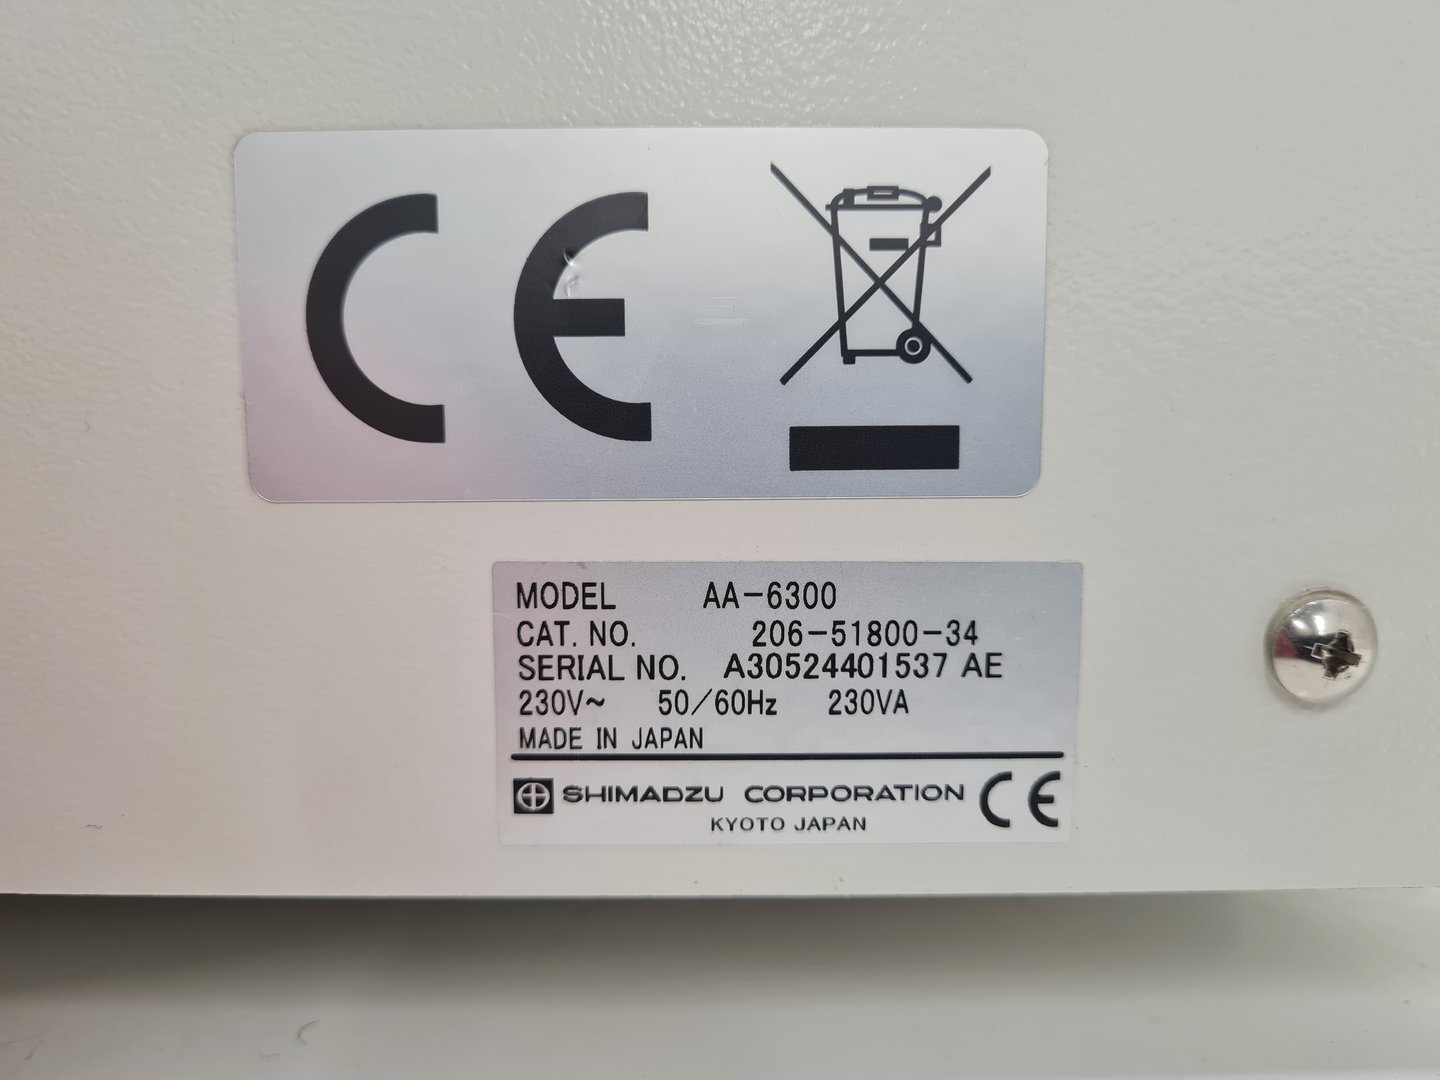 CE
MODEL AA-6300
CAT. NO. 206-51800-34
SERIAL NO. A30524401537 AE
230V~ 50/60Hz 230VA
MADE IN JAPAN
SHIMADZU CORPORATION CE
KYOTO JAPAN